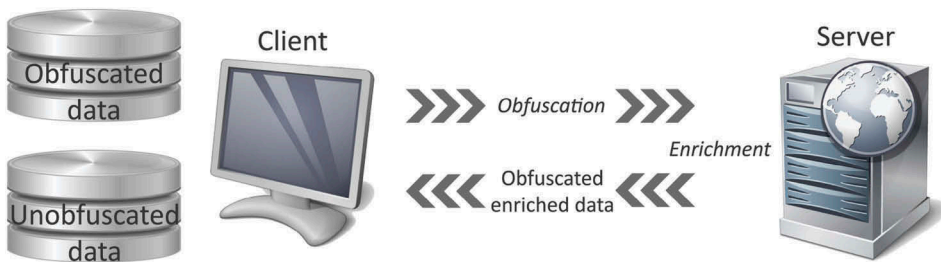 Obfuscated
data
Unobfuscated
data
Client
Obfuscation
Obfuscated
enriched data
Enrichment
Server